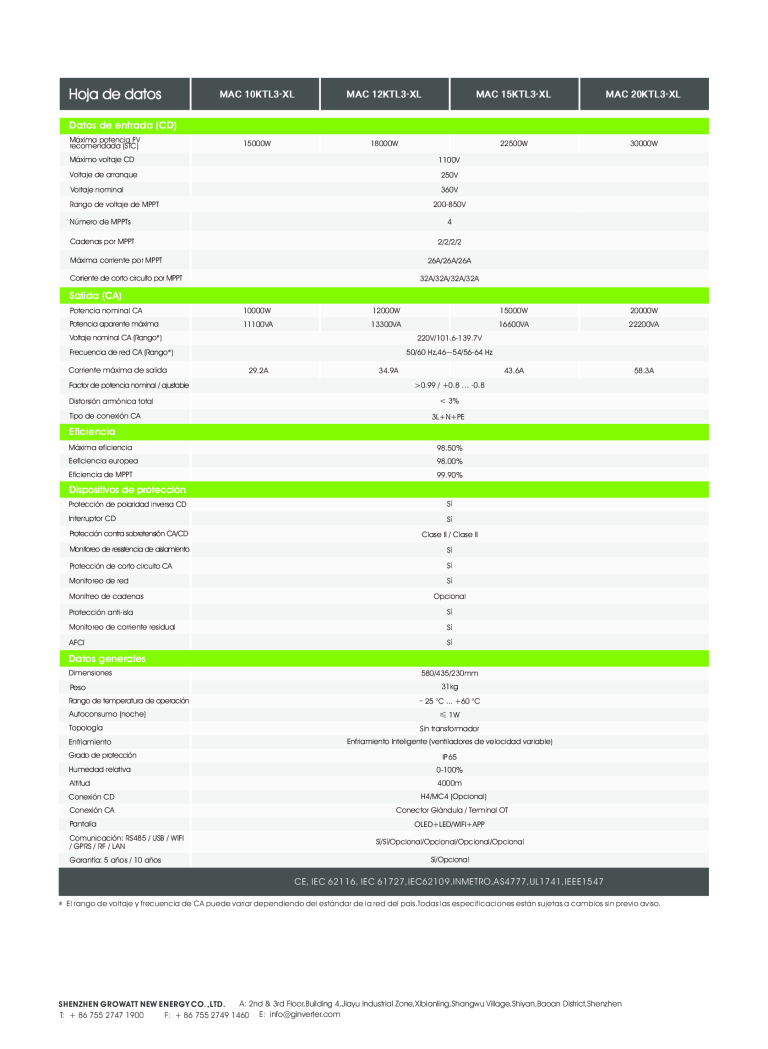 Hoja de datos MAC 10KTL3-XL MAC 12KTL3-XL MAC 15KTL3-XL MAC 20KTL3-XL
Datos de entrada (CD)
Máxima potencia FV
recomendada (STC) 15000W 18000W 22500W 30000W
Máximo voltaje CD 1100V
Voltaje de arranque 250V
Voltaje nominal 360V
Rango de voltaje de MPPT 200-850V
Número de MPPTs 4
Cadenas por MPPT 2/2/2/2
Máxima corriente por MPPT 26A/26A/26A
Corriente de corto circuito por MPPT 32A/32A/32A/32A
Salida (CA)
Potencia nominal CA 10000W 12000W 15000W 20000W
Potencia aparente máxima 11100VA 13300VA 16600VA 22200VA
Voltaje nominal CA (Rango*) 220V/101.6-139.7V
Frecuencia de red CA (Rango*) 50/60 Hz,46~54/56-64 Hz
Corriente máxima de salida 29.2A 34.9A 43.6A 58.3A
Factor de potencia nominal / ajustable >0.99 / +0.8 ... -0.8
Distorsión armónica total < 3%
Tipo de conexión CA 3L+N+PE
Eficiencia
Máxima eficiencia 98.50%
Eeficiencia europea 98.00%
Eficiencia de MPPT 99.90%
Dispositivos de protección
Protección de polaridad inversa CD Sí
Interruptor CD Sí
Protección contra sobretensión CA/CD Clase II / Clase II
Monitoreo de resistencia de aislamiento Sí
Protección de corto circuito CA Sí
Monitoreo de red Sí
Monitreo de cadenas Opcional
Protección anti-isla Sí
Monitoreo de corriente residual Sí
AFCI Sí
Datos generales
Dimensiones 580/435/230mm
Peso 31kg
Rango de temperatura de operación – 25 °C ... +60 °C
Autoconsumo (noche) ≤ 1W
Topología Sin transformador
Enfriamiento Enfriamiento Inteligente (ventiladores de velocidad variable)
Grado de protección IP65
Humedad relativa 0-100%
Altitud 4000m
Conexión CD H4/MC4 (Opcional)
Conexión CA Conector Glándula / Terminal OT
Pantalla OLED+LED/WIFI+APP
Comunicación: RS485 / USB / WIFI
/ GPRS / RF / LAN Sí/Sí/Opcional/Opcional/Opcional/Opcional
Garantía: 5 años / 10 años Sí/Opcional
CE, IEC 62116, IEC 61727,IEC62109,INMETRO,AS4777,UL1741,IEEE1547
* El rango de voltaje y frecuencia de CA puede variar dependiendo del estándar de la red del país.Todas las especificaciones están sujetas a cambios sin previo aviso.
SHENZHEN GROWATT NEW ENERGY CO.,LTD. A: 2nd & 3rd Floor,Building 4,Jiayu Industrial Zone,Xibianling,Shangwu Village,Shiyan,Baoan District,Shenzhen
T: + 86 755 2747 1900 F: + 86 755 2749 1460 E: info@ginverter.com